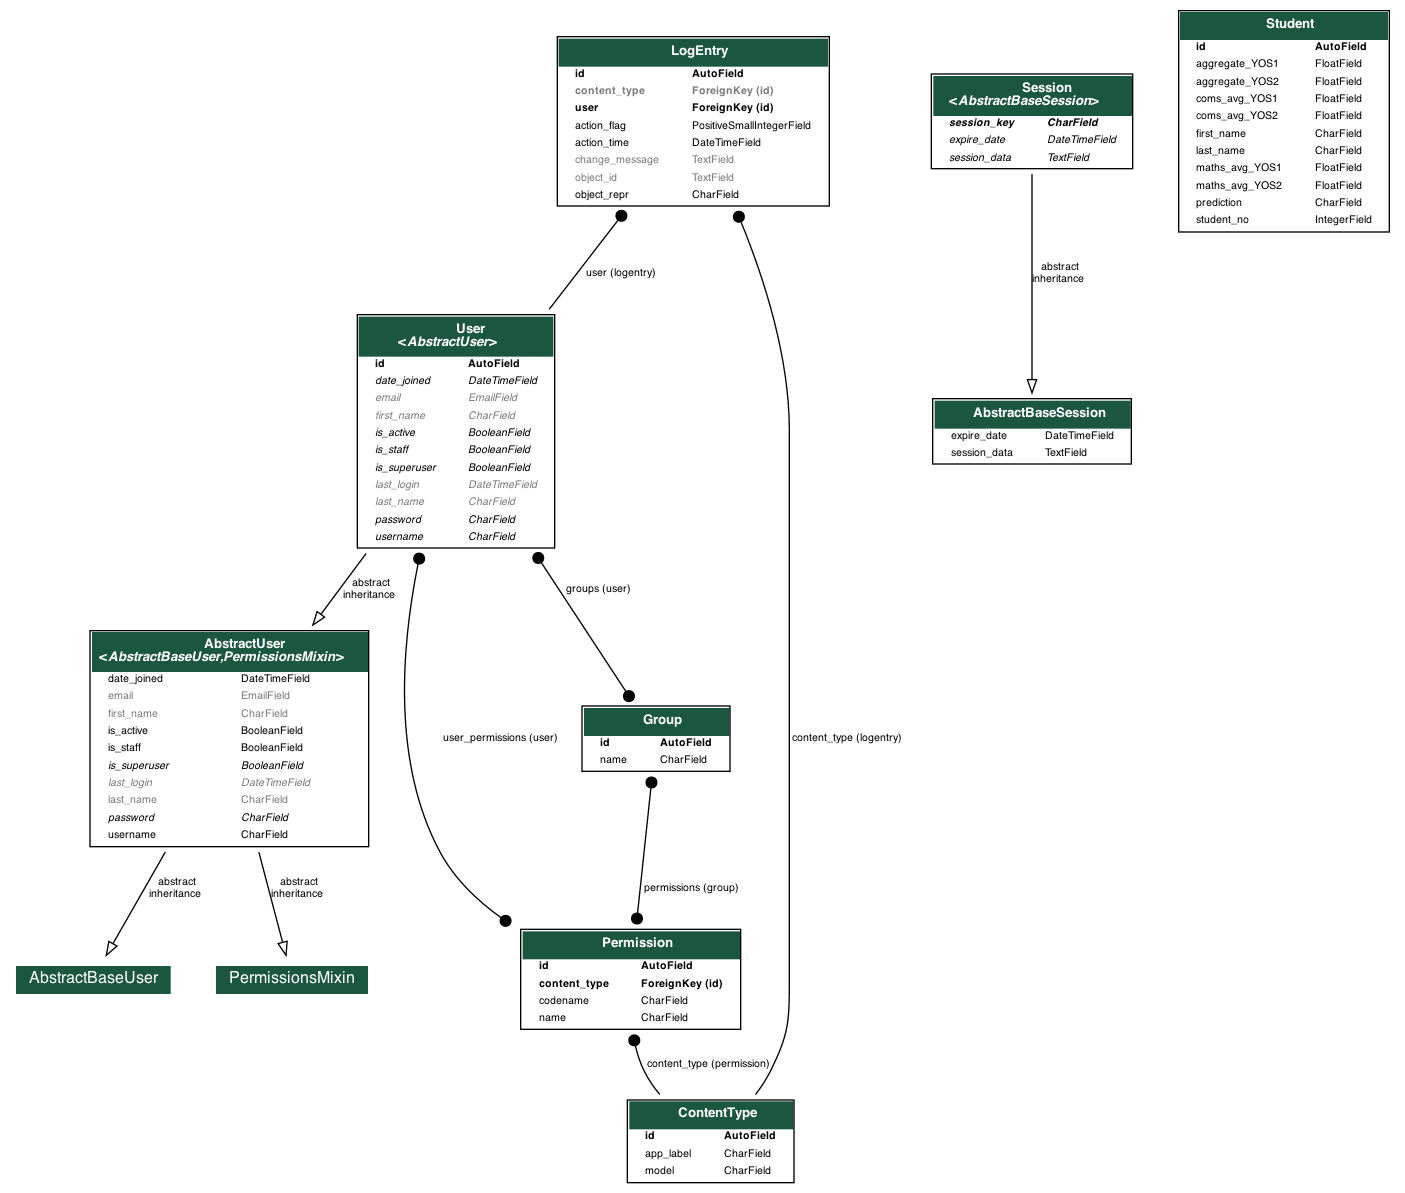 LogEntry
id AutoField
content_type ForeignKey (id)
user ForeignKey (id)
action_flag PositiveSmallIntegerField
action_time DateTimeField
change_message TextField
object_id TextField
object_repr CharField
Session
<AbstractBaseSession>
session_key CharField
expire_date DateTimeField
session_data TextField
Student
id AutoField
aggregate_YOS1 FloatField
aggregate_YOS2 FloatField
coms_avg_YOS1 FloatField
coms_avg_YOS2 FloatField
first_name CharField
last_name CharField
maths_avg_YOS1 FloatField
maths_avg_YOS2 FloatField
prediction CharField
student_no IntegerField
user (logentry)
abstract
inheritance
User
<AbstractUser>
id AutoField
date_joined DateTimeField
email EmailField
first_name CharField
is_active BooleanField
is_staff BooleanField
is_superuser BooleanField
last_login DateTimeField
last_name CharField
password CharField
username CharField
AbstractBaseSession
expire_date DateTimeField
session_data TextField
abstract
inheritance
groups (user)
AbstractUser
<AbstractBaseUser,PermissionsMixin>
date_joined DateTimeField
email EmailField
first_name CharField
is_active BooleanField
is_staff BooleanField
is_superuser BooleanField
last_login DateTimeField
last_name CharField
password CharField
username CharField
user_permissions (user)
Group
id AutoField
name CharField
content_type (logentry)
abstract
inheritance
abstract
inheritance
permissions (group)
AbstractBaseUser
PermissionsMixin
Permission
id AutoField
content_type ForeignKey (id)
codename CharField
name CharField
content_type (permission)
ContentType
id AutoField
app_label CharField
model CharField